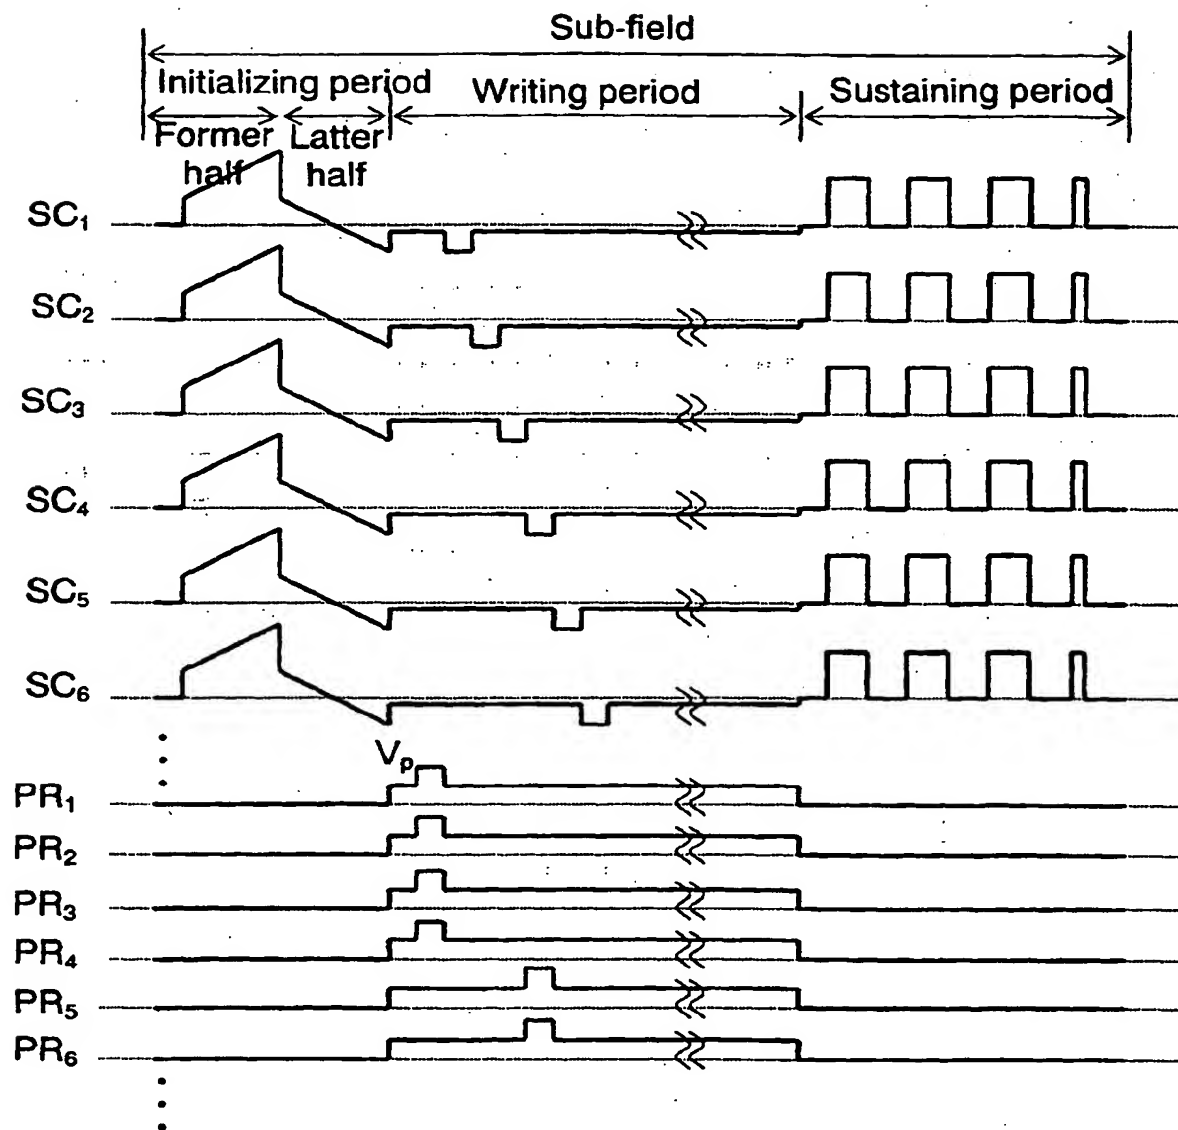 Sub-field
Initializing period
Writing period
Sustaining period
Former half
Latter half
SC₁
SC₂
SC₃
SC₄
SC₅
SC₆
Vₚ
PR₁
PR₂
PR₃
PR₄
PR₅
PR₆